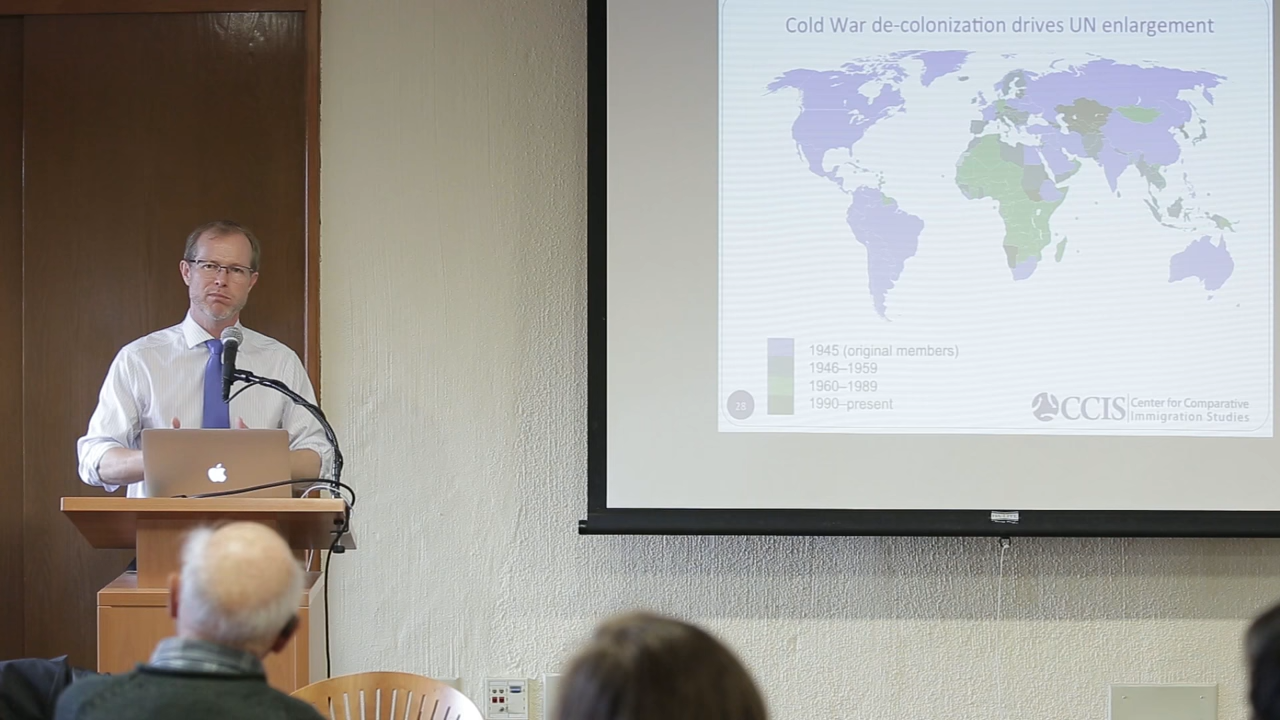 Cold War de-colonization drives UN enlargement
1945 (original members)
1946–1959
1960–1989
1990–present
28
CCIS Center for Comparative
Immigration Studies